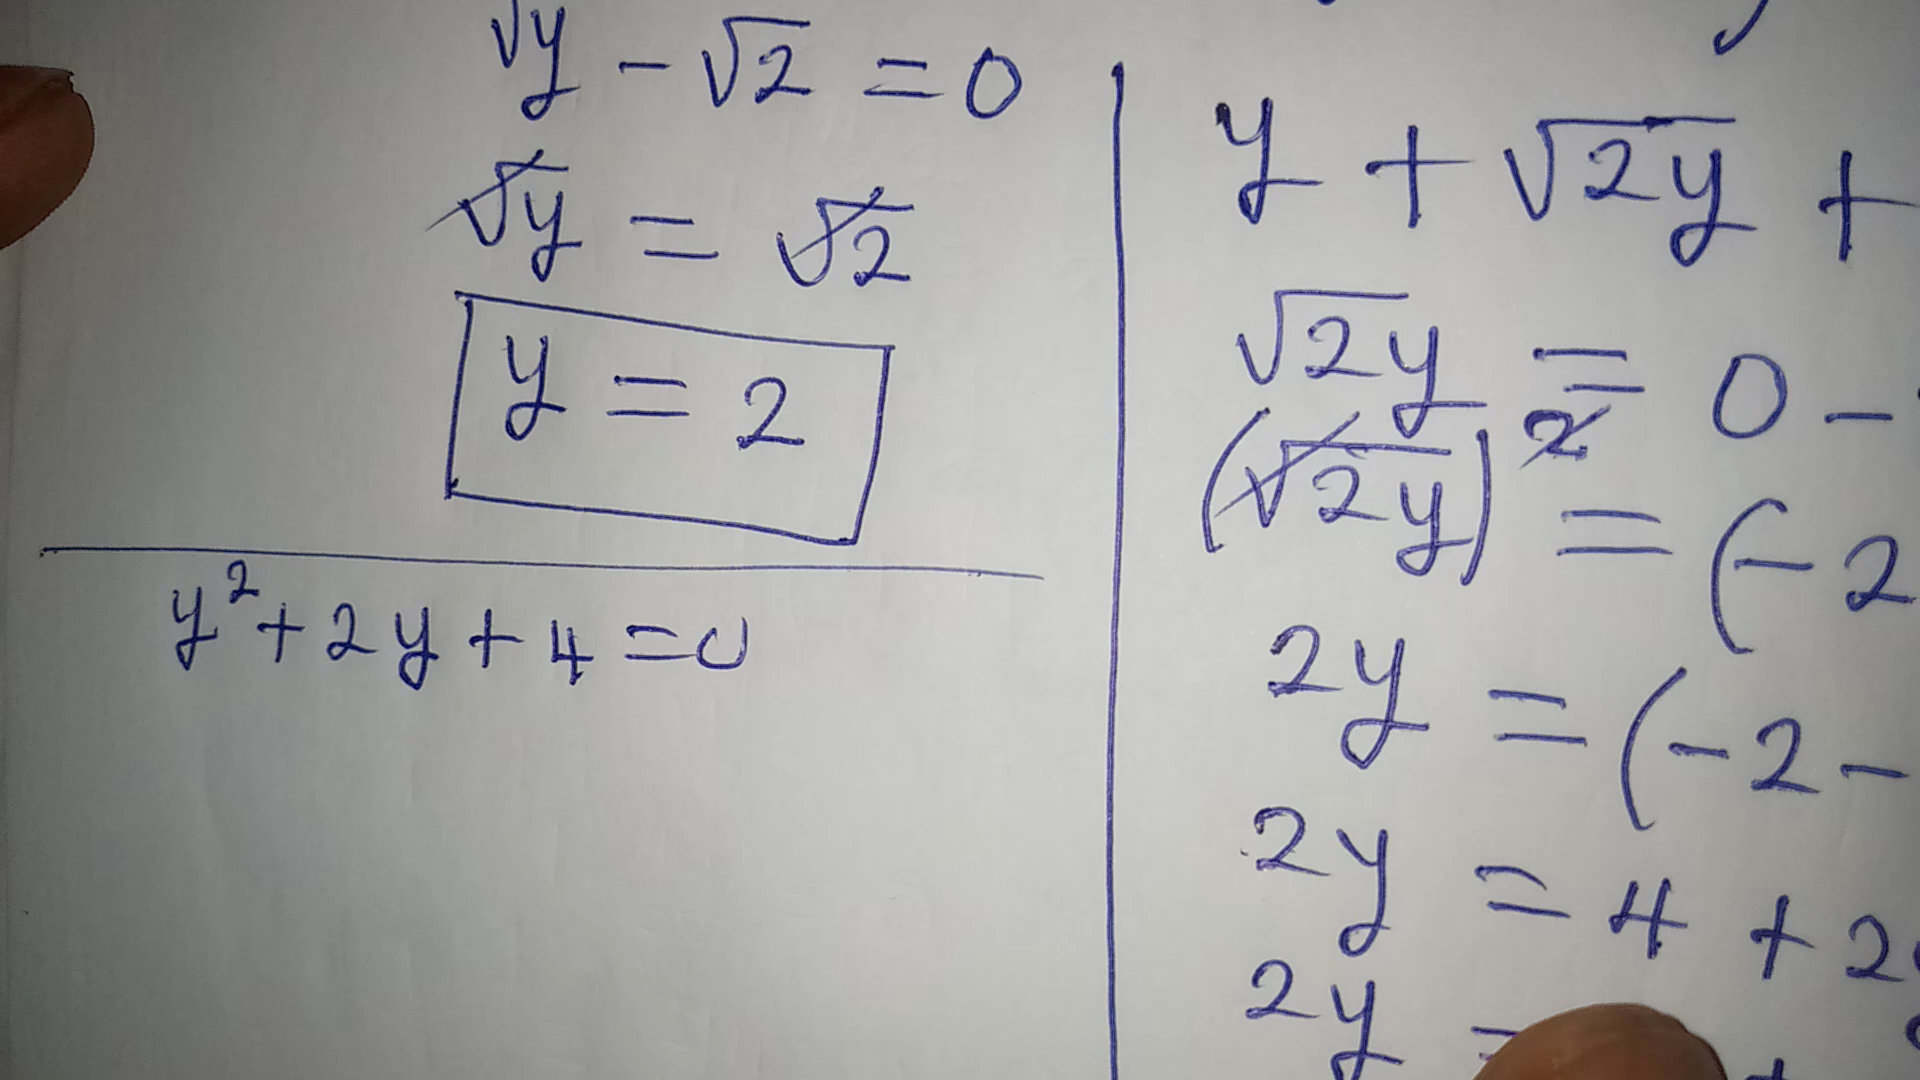 √y - √2 = 0
√y = √2
y = 2
y² + 2y + 4 = 0
y + √2y +
√2y = 0 -
(√2y)² = (-2
2y = (-2 -
2y = 4 + 2
2y =